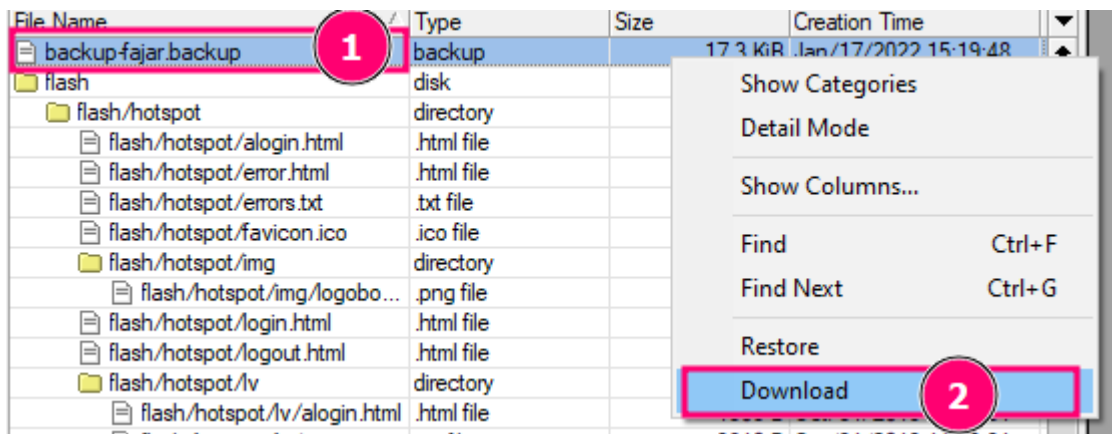 File Name Type Size Creation Time
backup-fajar.backup 1 backup 17.3 KiB Jan/17/2022 15:19:48
flash disk
flash/hotspot directory
flash/hotspot/alogin.html .html file
flash/hotspot/error.html .html file
flash/hotspot/errors.txt .txt file
flash/hotspot/favicon.ico .ico file
flash/hotspot/img directory
flash/hotspot/img/logobo... .png file
flash/hotspot/login.html .html file
flash/hotspot/logout.html .html file
flash/hotspot/lv directory
flash/hotspot/lv/alogin.html .html file
Show Categories
Detail Mode
Show Columns...
Find Ctrl+F
Find Next Ctrl+G
Restore
Download 2